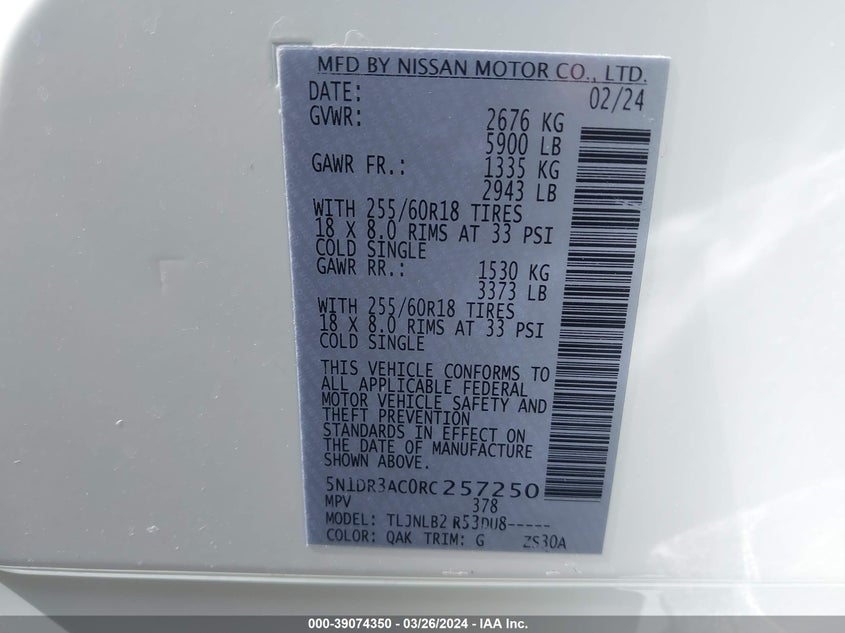 MFD BY NISSAN MOTOR CO., LTD.
DATE: 02/24
GVWR: 2676 KG
5900 LB
GAWR FR.: 1335 KG
2943 LB
WITH 255/60R18 TIRES
18 X 8.0 RIMS AT 33 PSI
COLD SINGLE
GAWR RR.: 1530 KG
3373 LB
WITH 255/60R18 TIRES
18 X 8.0 RIMS AT 33 PSI
COLD SINGLE
THIS VEHICLE CONFORMS TO
ALL APPLICABLE FEDERAL
MOTOR VEHICLE SAFETY AND
THEFT PREVENTION
STANDARDS IN EFFECT ON
THE DATE OF MANUFACTURE
SHOWN ABOVE.
5N1DR3AC0RC257250
MPV 378
MODEL: TLJNLB2 R53DU8-----
COLOR: QAK TRIM: G ZS30A
000-39074350 / 03/26/2024 / IAA, Inc.